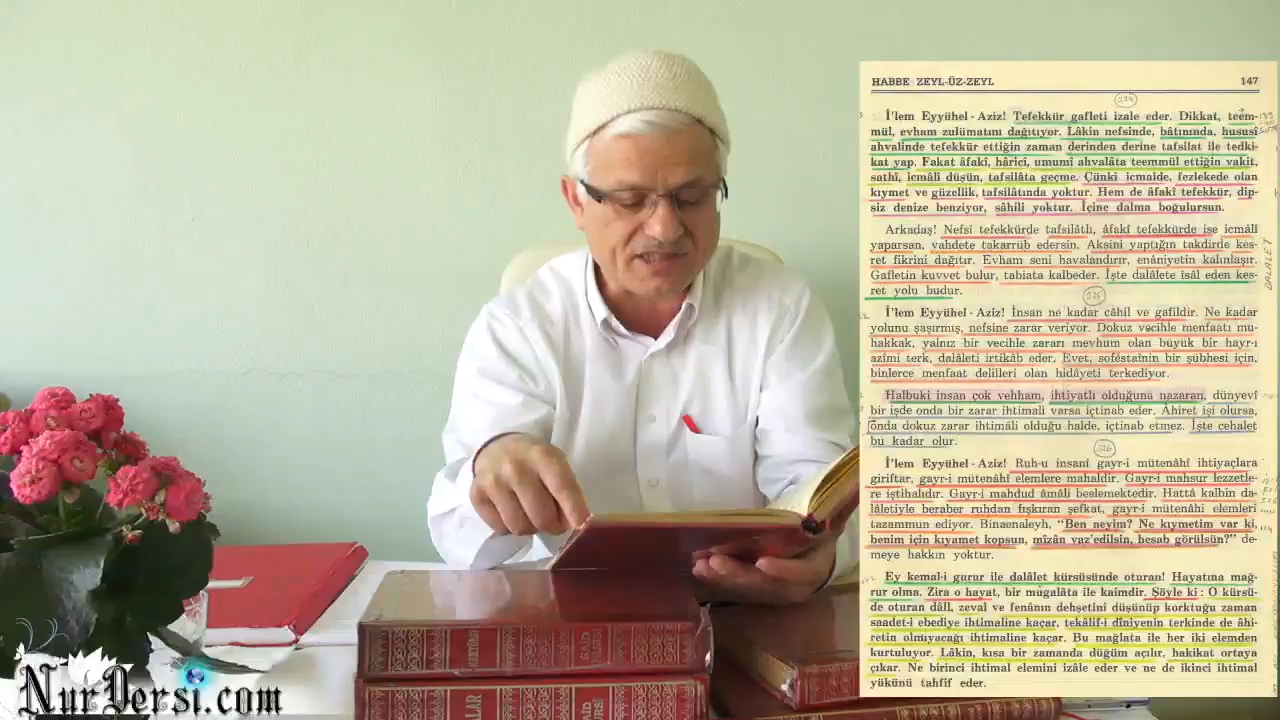 HABBE ZEYL-ÜZ-ZEYL 147
224
İ'lem Eyyühel - Aziz! Tefekkür gafleti izale eder. Dikkat, teem-
mül, evham zulümatını dağıtıyor. Lâkin nefsinde, bâtınında, hususî
ahvalinde tefekkür ettiğin zaman derinden derine tafsilat ile tedki-
kat yap. Fakat âfakî, hâricî, umumî ahvalâta teemmül ettiğin vakit,
sathî, icmâlî düşün, tafsilâta geçme. Çünki icmalde, fezlekede olan
kıymet ve güzellik, tafsilâtında yoktur. Hem de âfakî tefekkür, dip-
siz denize benziyor, sâhili yoktur. İçine dalma boğulursun.
Arkadaş! Nefsî tefekkürde tafsilâtlı, âfakî tefekkürde ise icmâlî
yaparsan, vahdete takarrüb edersin. Aksini yaptığın takdirde kes-
ret fikrini dağıtır. Evham seni havalandırır, enâniyetin kalınlaşır.
Gafletin kuvvet bulur, tabiata kalbeder. İşte dalâlete îsâl eden kes-
ret yolu budur.
DALALET
225
İ'lem Eyyühel - Aziz! İnsan ne kadar câhil ve gafildir. Ne kadar
yolunu şaşırmış, nefsine zarar veriyor. Dokuz vecihle menfaatı mu-
hakkak, yalnız bir vecihle zararı mevhum olan büyük bir hayr-ı
azîmi terk, dalâleti irtikâb eder. Evet, sofestaînin bir şübhesi için,
binlerce menfaat delilleri olan hidâyeti terkediyor.
Halbuki insan çok vehham, ihtiyatlı olduğuna nazaran, dünyevî
bir işde onda bir zarar ihtimali varsa içtinab eder. Âhiret işi olursa,
onda dokuz zarar ihtimâli olduğu halde, içtinab etmez. İşte cehalet
bu kadar olur.
226
İ'lem Eyyühel - Aziz! Ruh-u insanî gayr-i mütenâhî ihtiyaçlara
giriftar, gayr-i mütenâhî elemlere mahaldir. Gayr-i mahsur lezzetle-
re iştihalıdır. Gayr-i mahdud âmâli beslemektedir. Hattâ kalbin da-
lâletiyle beraber ruhdan fışkıran şefkat, gayr-i mütenâhî elemleri
tazammun ediyor. Binaenaleyh, "Ben neyim? Ne kıymetim var ki,
benim için kıyamet kopsun, mîzân vaz'edilsin, hesab görülsün?" de-
meye hakkın yoktur.
Ey kemal-i gurur ile dalâlet kürsüsünde oturan! Hayatına mağ-
rur olma. Zira o hayat, bir mugalâta ile kaimdir. Şöyle ki : O kürsü-
de oturan dâll, zeval ve fenânın dehşetini düşünüp korktuğu zaman
saadet-i ebediye ihtimaline kaçar, tekâlif-i dîniyenin terkinde de âhi-
retin olmıyacağı ihtimaline kaçar. Bu mağlata ile her iki elemden
kurtuluyor. Lâkin, kısa bir zamanda düğüm açılır, hakikat ortaya
çıkar. Ne birinci ihtimal elemini izâle eder ve ne de ikinci ihtimal
yükünü tahfif eder.
SAID
NURSI
LAR
SAID
NurDersi.com